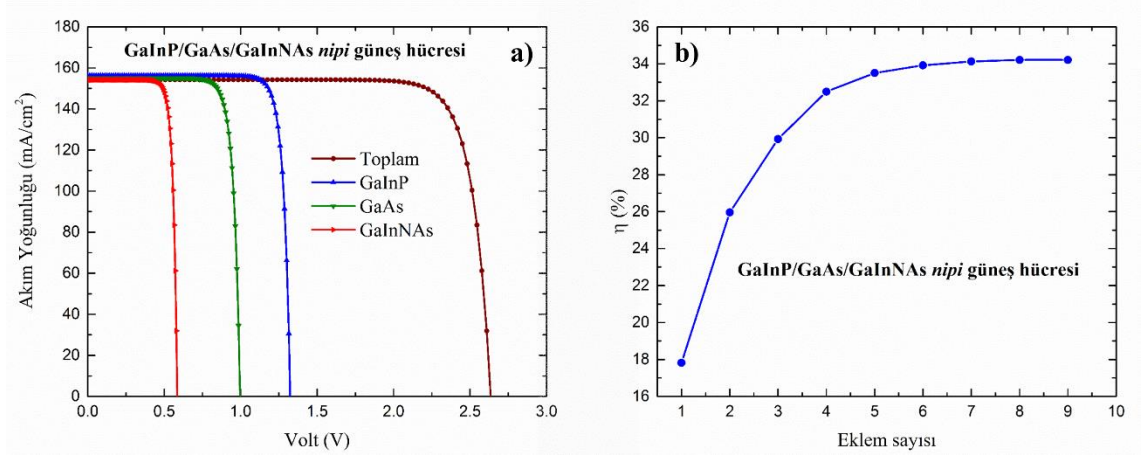 GaInP/GaAs/GaInNAs nipi güneş hücresi
a)
Akım Yoğunluğu (mA/cm²)
180
160
140
120
100
80
60
40
20
0
Toplam
GaInP
GaAs
GaInNAs
0.0 0.5 1.0 1.5 2.0 2.5 3.0
Volt (V)
b)
η (%)
36
34
32
30
28
26
24
22
20
18
16
GaInP/GaAs/GaInNAs nipi güneş hücresi
1 2 3 4 5 6 7 8 9 10
Eklem sayısı